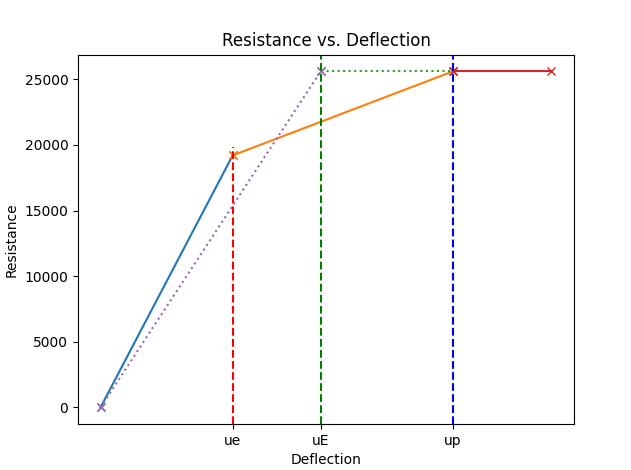 Resistance vs. Deflection
Resistance
25000
20000
15000
10000
5000
0
ue
uE
up
Deflection